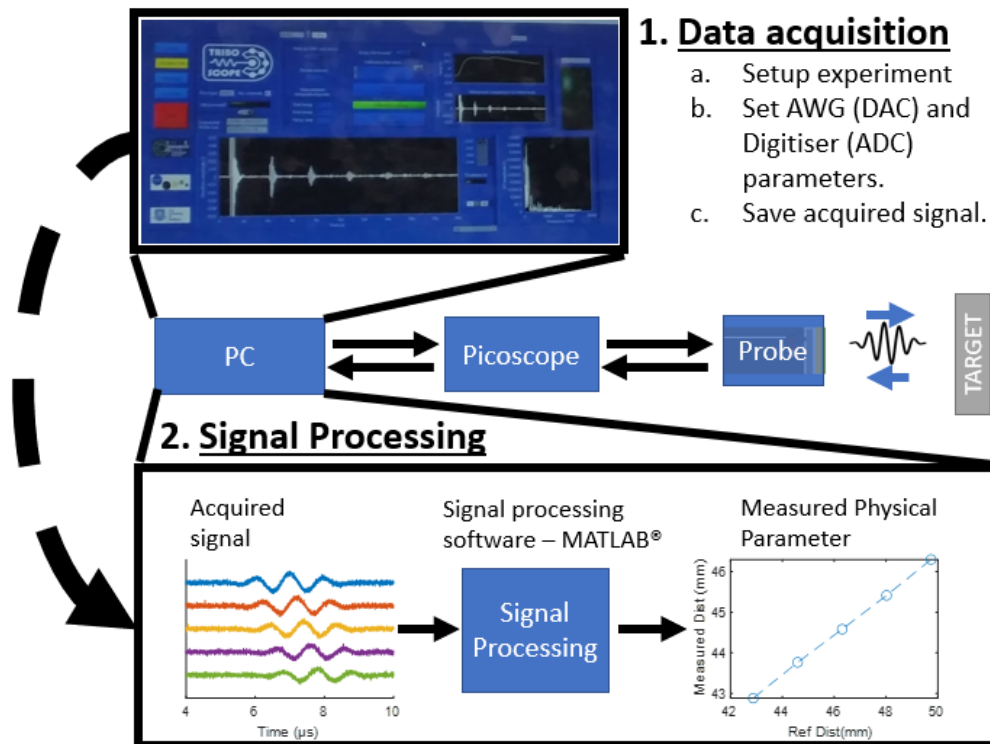 TRIBO
SCOPE
1. Data acquisition
a. Setup experiment
b. Set AWG (DAC) and
Digitiser (ADC)
parameters.
c. Save acquired signal.
PC
Picoscope
Probe
TARGET
2. Signal Processing
Acquired
signal
4 6 8 10
Time (µs)
Signal processing
software – MATLAB®
Signal
Processing
Measured Physical
Parameter
Measured Dist (mm)
46
45
44
43
42 44 46 48 50
Ref Dist(mm)